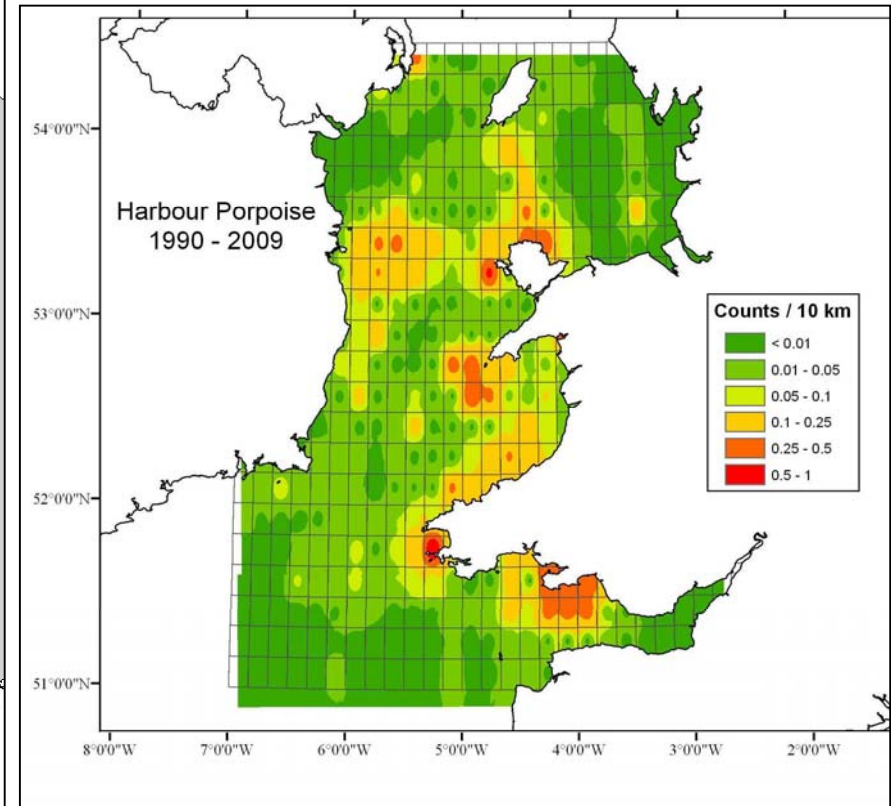 Harbour Porpoise
1990 - 2009
54°0'0"N
53°0'0"N
52°0'0"N
51°0'0"N
Counts / 10 km
< 0.01
0.01 - 0.05
0.05 - 0.1
0.1 - 0.25
0.25 - 0.5
0.5 - 1
8°0'0"W 7°0'0"W 6°0'0"W 5°0'0"W 4°0'0"W 3°0'0"W 2°0'0"W